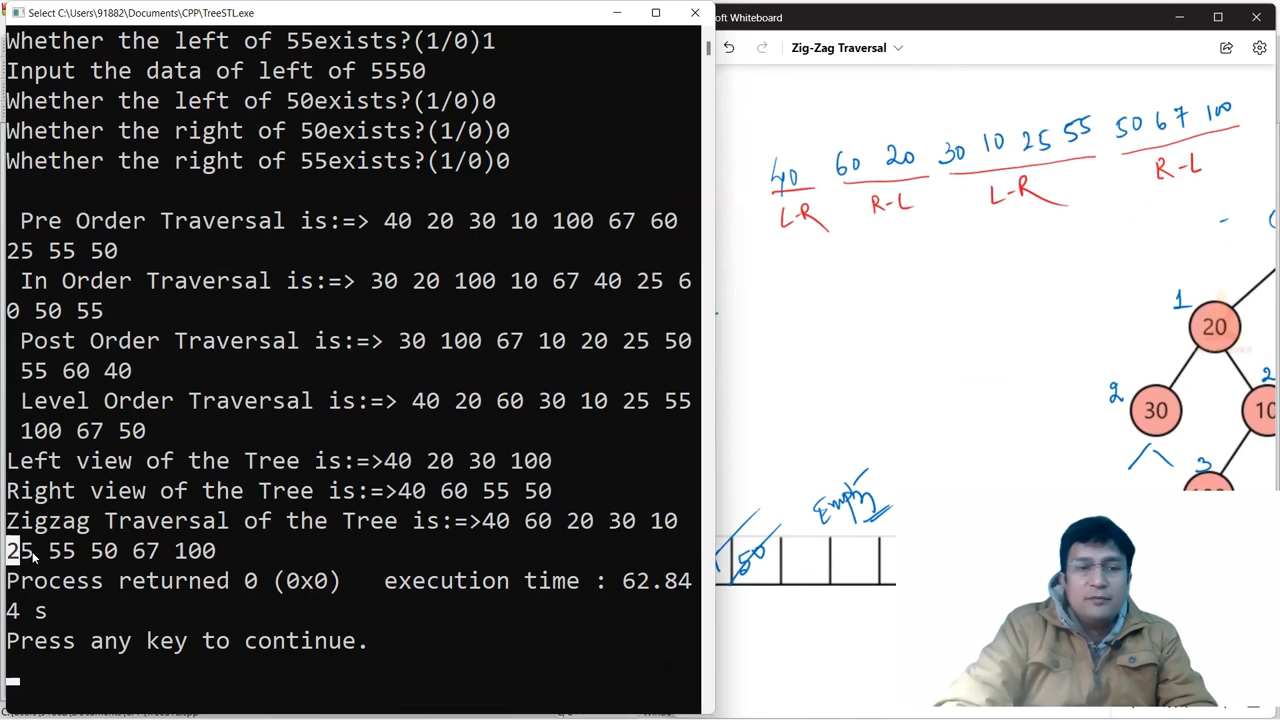 Select C:\Users\91882\Documents\CPP\TreeSTL.exe
Whether the left of 55exists?(1/0)1
Input the data of left of 5550
Whether the left of 50exists?(1/0)0
Whether the right of 50exists?(1/0)0
Whether the right of 55exists?(1/0)0
Pre Order Traversal is:=> 40 20 30 10 100 67 60
25 55 50
In Order Traversal is:=> 30 20 100 10 67 40 25 6
0 50 55
Post Order Traversal is:=> 30 100 67 10 20 25 50
55 60 40
Level Order Traversal is:=> 40 20 60 30 10 25 55
100 67 50
Left view of the Tree is:=>40 20 30 100
Right view of the Tree is:=>40 60 55 50
Zigzag Traversal of the Tree is:=>40 60 20 30 10
25 55 50 67 100
Process returned 0 (0x0)   execution time : 62.84
4 s
Press any key to continue.
soft Whiteboard
Zig-Zag Traversal
40 60 20 30 10 25 55 50 67 100
L-R R-L L-R R-L
1
20
2 2
30 10
3
Empty
50